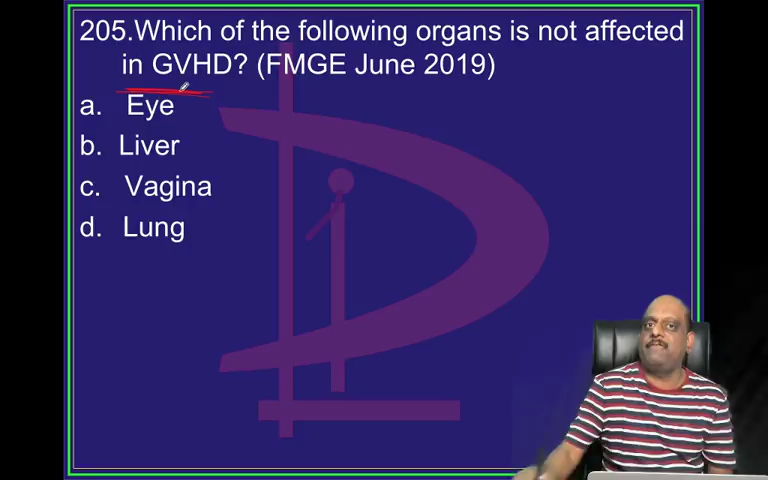 205.Which of the following organs is not affected
in GVHD? (FMGE June 2019)
a. Eye
b. Liver
c. Vagina
d. Lung